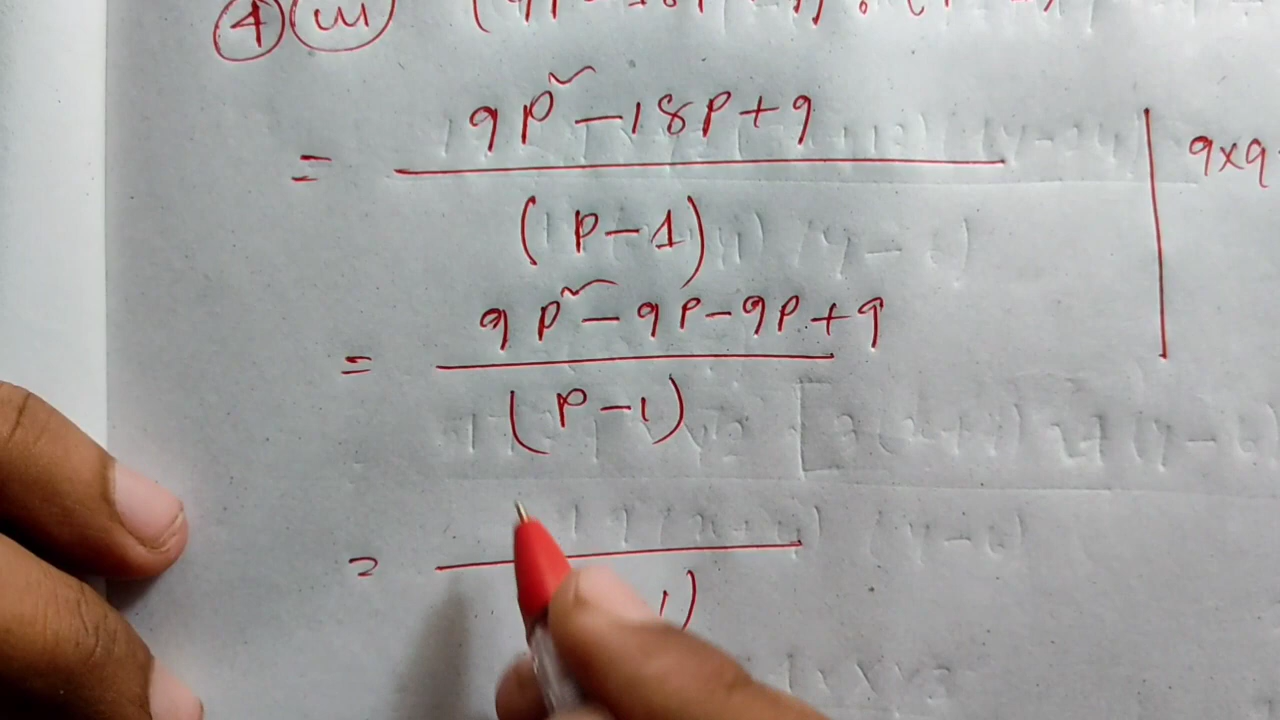 4 iii
= 9p² - 18p + 9
(p - 1)
9×9
= 9p² - 9p - 9p + 9
(p - 1)
=
1)